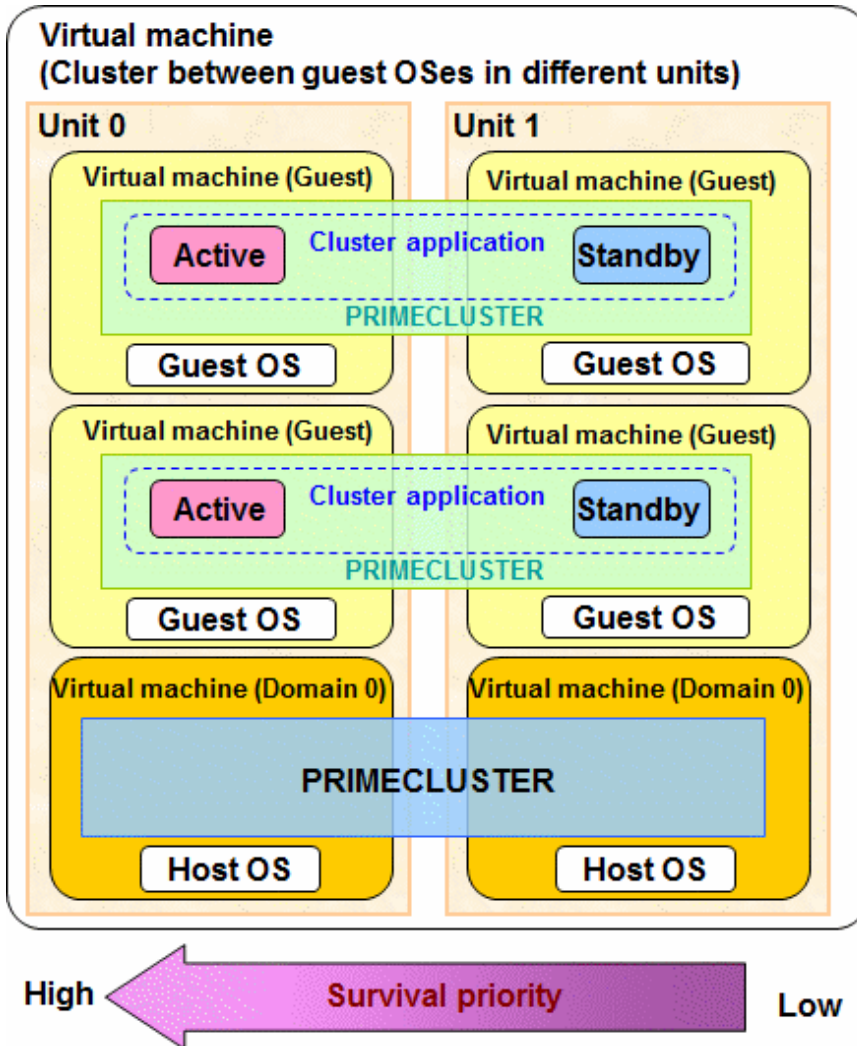 Virtual machine
(Cluster between guest OSes in different units)
Unit 0
Unit 1
Virtual machine (Guest)
Virtual machine (Guest)
Active
Cluster application
Standby
PRIMECLUSTER
Guest OS
Guest OS
Virtual machine (Guest)
Virtual machine (Guest)
Active
Cluster application
Standby
PRIMECLUSTER
Guest OS
Guest OS
Virtual machine (Domain 0)
Virtual machine (Domain 0)
PRIMECLUSTER
Host OS
Host OS
High
Survival priority
Low